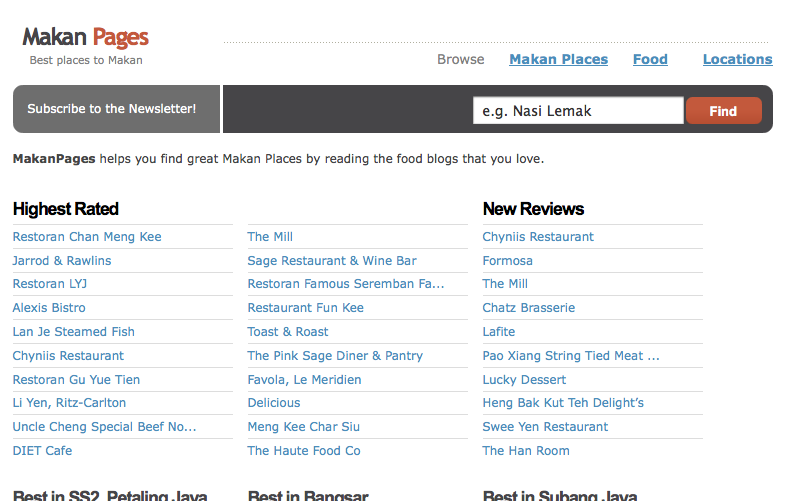 Makan Pages
Best places to Makan
Browse Makan Places Food Locations
Subscribe to the Newsletter!
e.g. Nasi Lemak
Find
MakanPages helps you find great Makan Places by reading the food blogs that you love.
Highest Rated
Restoran Chan Meng Kee
Jarrod & Rawlins
Restoran LYJ
Alexis Bistro
Lan Je Steamed Fish
Chyniis Restaurant
Restoran Gu Yue Tien
Li Yen, Ritz-Carlton
Uncle Cheng Special Beef No...
DIET Cafe
The Mill
Sage Restaurant & Wine Bar
Restoran Famous Seremban Fa...
Restaurant Fun Kee
Toast & Roast
The Pink Sage Diner & Pantry
Favola, Le Meridien
Delicious
Meng Kee Char Siu
The Haute Food Co
New Reviews
Chyniis Restaurant
Formosa
The Mill
Chatz Brasserie
Lafite
Pao Xiang String Tied Meat ...
Lucky Dessert
Heng Bak Kut Teh Delight's
Swee Yen Restaurant
The Han Room
Best in SS2, Petaling Java
Best in Bangsar
Best in Subang Java